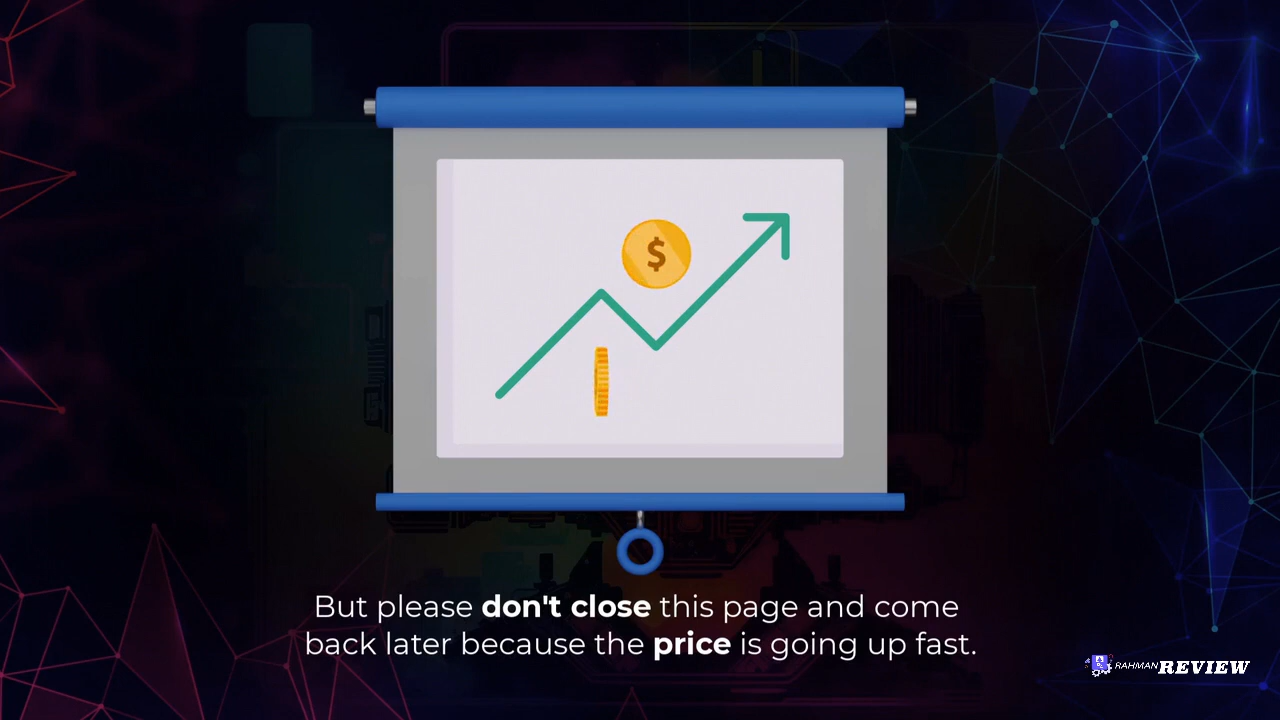 $
But please don't close this page and come
back later because the price is going up fast.
RAHMAN REVIEW